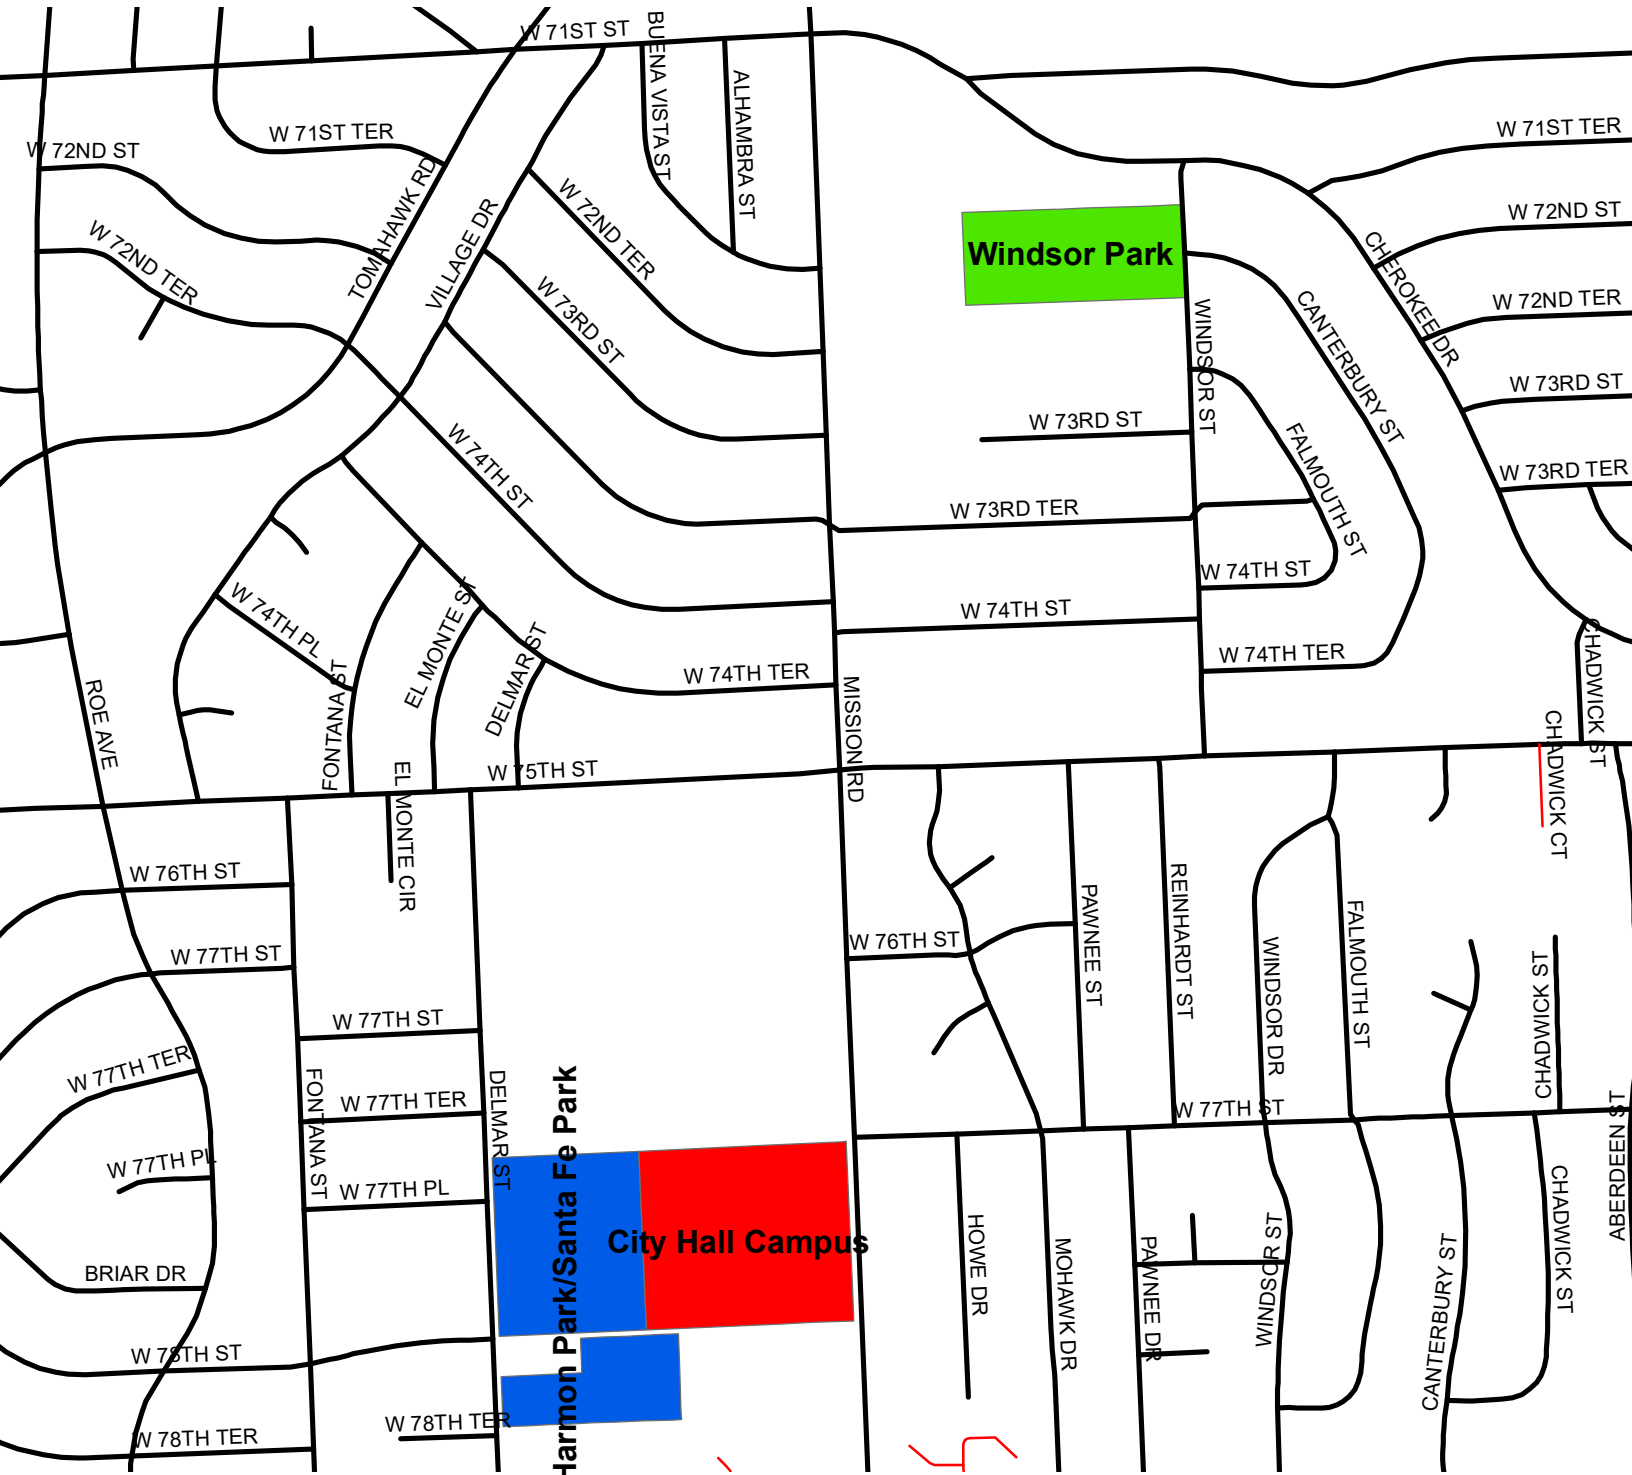 W 71ST ST
BUENA VISTA ST
ALHAMBRA ST
W 71ST TER
W 72ND ST
W 71ST TER
TOMAHAWK RD
VILLAGE DR
W 72ND TER
W 72ND TER
W 73RD ST
Windsor Park
W 72ND ST
CHEROKEE DR
W 72ND TER
CANTERBURY ST
WINDSOR ST
W 73RD ST
W 73RD ST
W 74TH ST
FALMOUTH ST
W 73RD TER
W 73RD TER
W 74TH ST
W 74TH ST
W 74TH PL
EL MONTE ST
DELMAR ST
FONTANA ST
W 74TH TER
W 74TH TER
CHADWICK ST
ROE AVE
MISSION RD
W 75TH ST
CHADWICK CT
EL MONTE CIR
W 76TH ST
W 77TH ST
W 76TH ST
PAWNEE ST
REINHARDT ST
WINDSOR DR
FALMOUTH ST
CHADWICK ST
W 77TH ST
W 77TH TER
FONTANA ST
W 77TH TER
DELMAR ST
W 77TH ST
ABERDEEN ST
W 77TH PL
W 77TH PL
Harmon Park/Santa Fe Park
City Hall Campus
HOWE DR
MOHAWK DR
PAWNEE DR
WINDSOR ST
CANTERBURY ST
CHADWICK ST
BRIAR DR
W 78TH ST
W 78TH TER
W 78TH TER